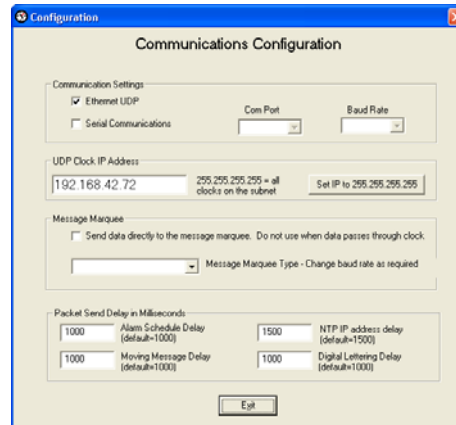 Configuration
Communications Configuration
Communication Settings
Ethernet UDP
Serial Communications
Com Port
Baud Rate
UDP Clock IP Address
192.168.42.72
255.255.255.255 = all
clocks on the subnet
Set IP to 255.255.255.255
Message Marquee
Send data directly to the message marquee. Do not use when data passes through clock
Message Marquee Type - Change baud rate as required
Packet Send Delay in Milliseconds
1000
Alarm Schedule Delay
(default=1000)
1500
NTP IP address delay
(default=1500)
1000
Moving Message Delay
(default=1000)
1000
Digital Lettering Delay
(default=1000)
Exit